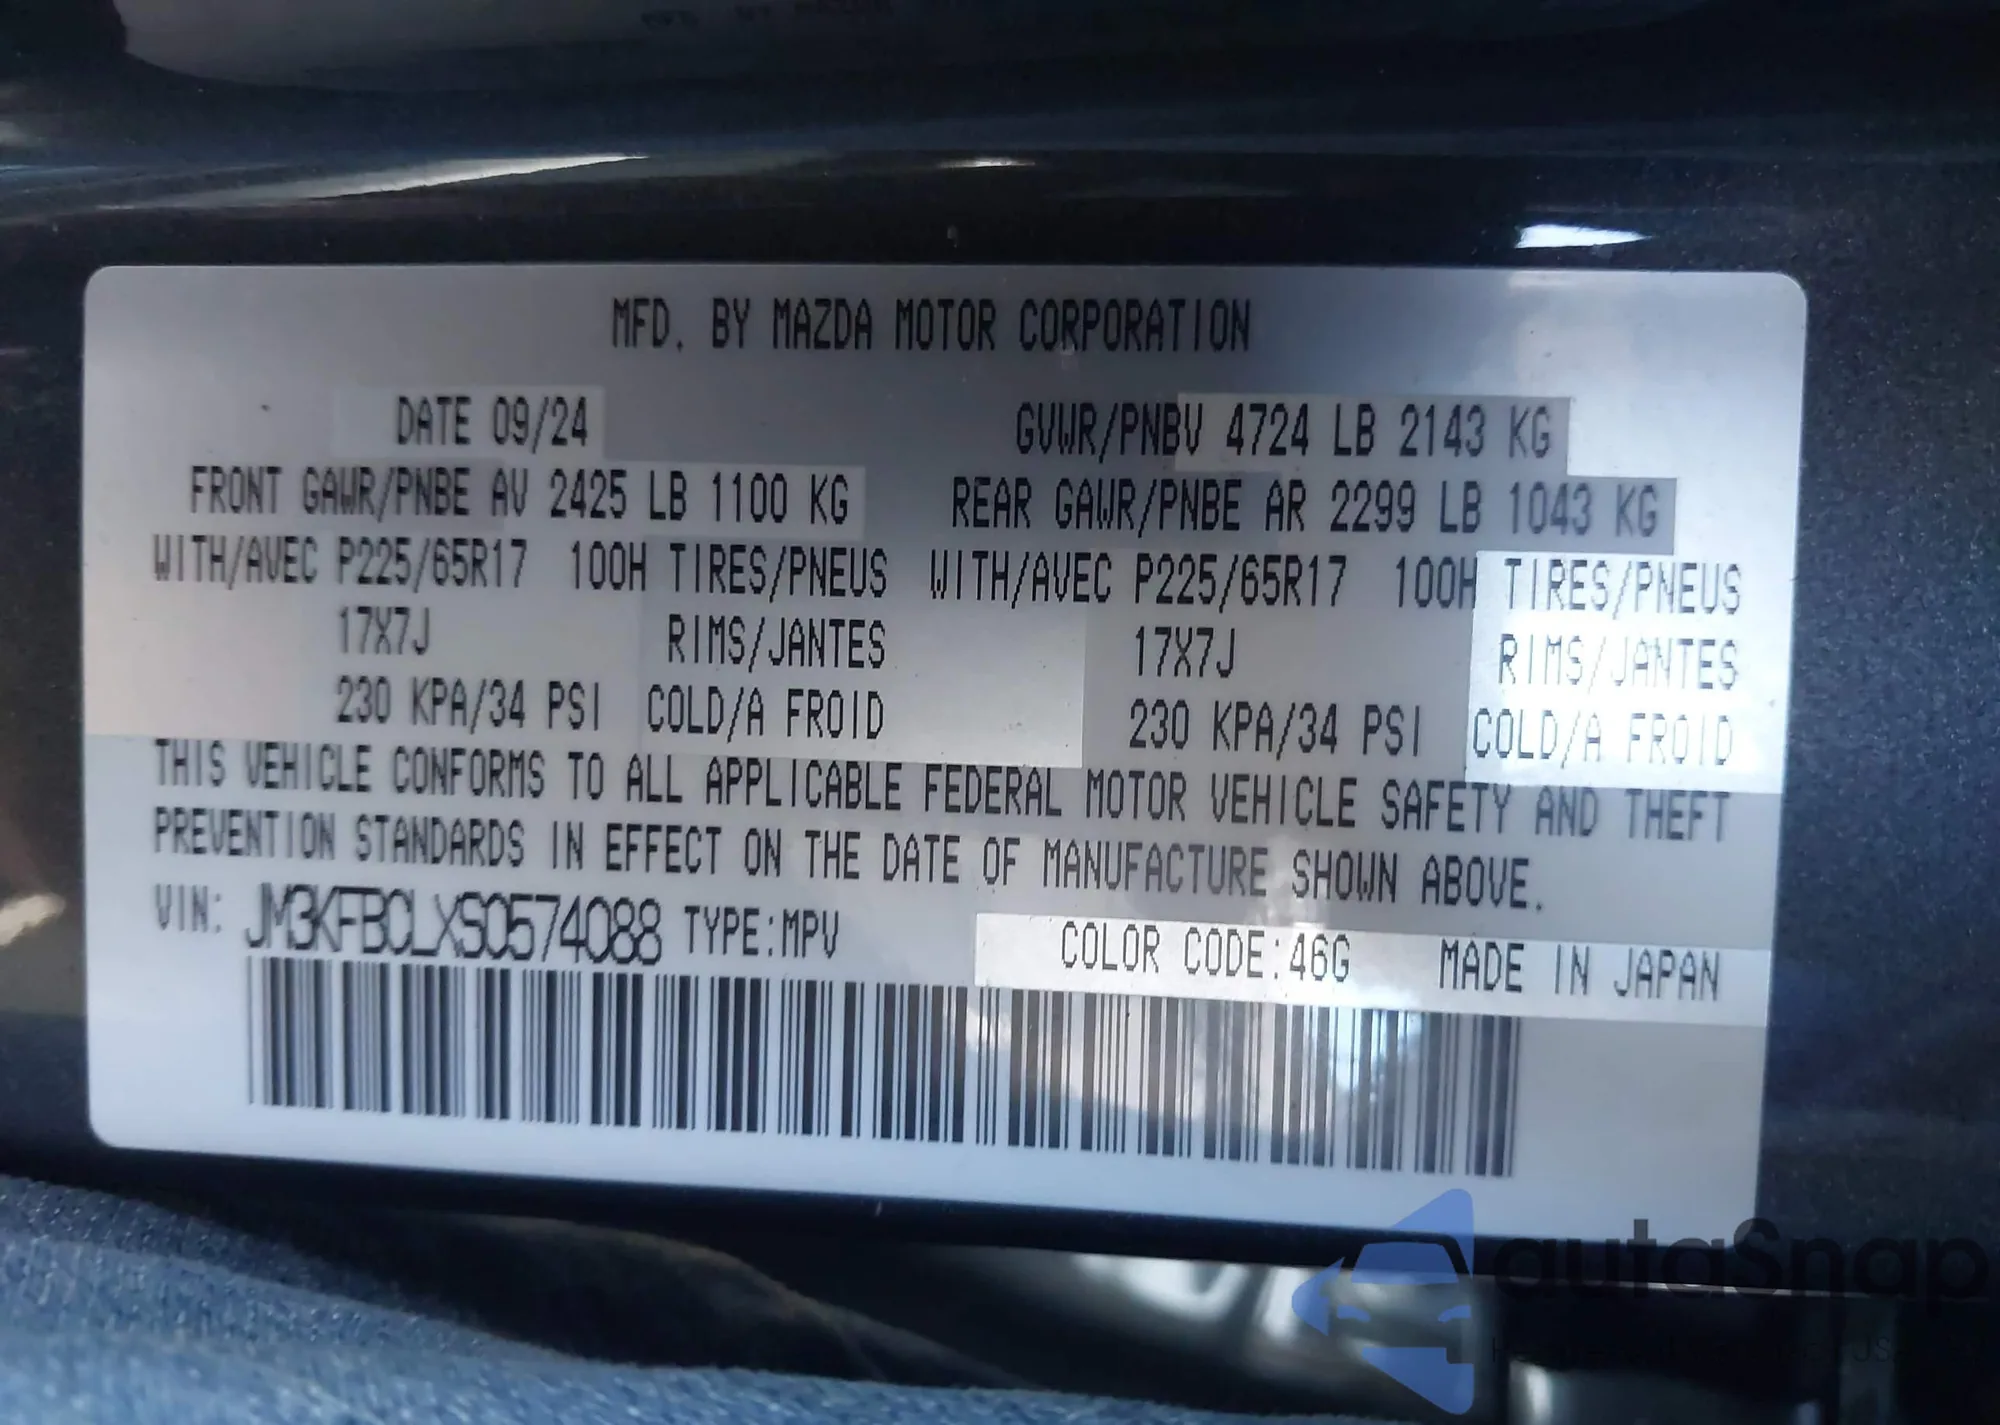 MFD. BY MAZDA MOTOR CORPORATION
DATE 09/24 GVWR/PNBV 4724 LB 2143 KG
FRONT GAWR/PNBE AV 2425 LB 1100 KG REAR GAWR/PNBE AR 2299 LB 1043 KG
WITH/AVEC P225/65R17 100H TIRES/PNEUS WITH/AVEC P225/65R17 100H TIRES/PNEUS
17X7J RIMS/JANTES 17X7J RIMS/JANTES
230 KPA/34 PSI COLD/A FROID 230 KPA/34 PSI COLD/A FROID
THIS VEHICLE CONFORMS TO ALL APPLICABLE FEDERAL MOTOR VEHICLE SAFETY AND THEFT
PREVENTION STANDARDS IN EFFECT ON THE DATE OF MANUFACTURE SHOWN ABOVE.
VIN: JM3KFBCLXS0574088 TYPE:MPV COLOR CODE:46G MADE IN JAPAN
autaSnap